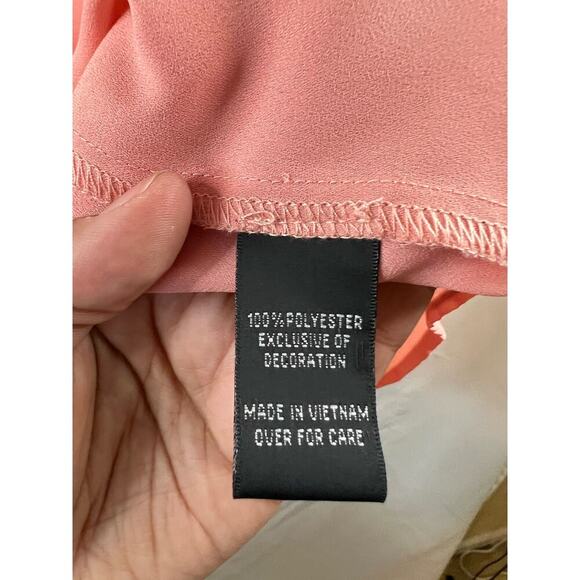 100%POLYESTER
EXCLUSIVE OF
DECORATION
MADE IN VIETNAM
OVER FOR CARE